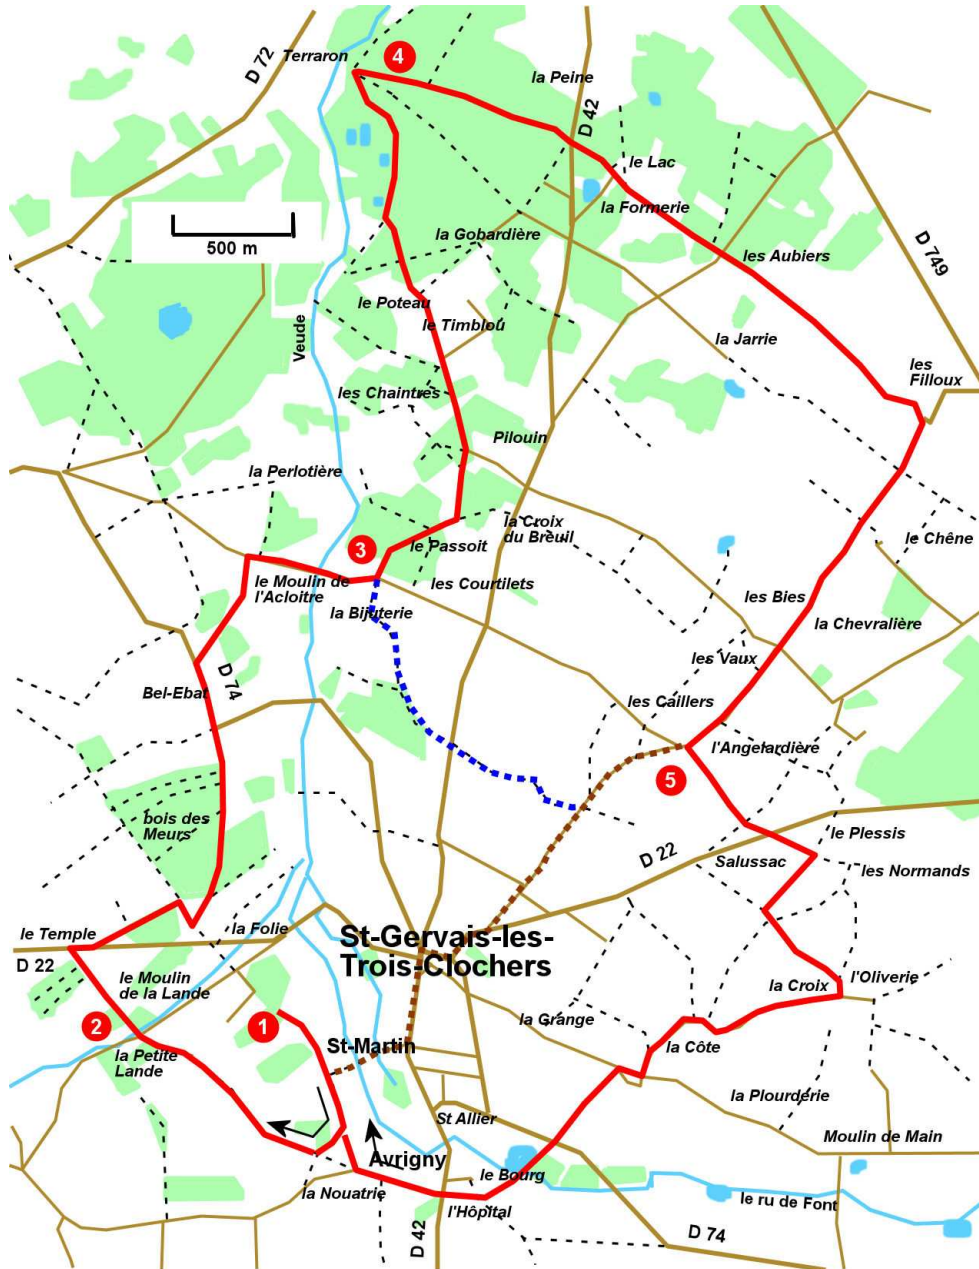 Terraron
4
D 72
la Peine
D 42
le Lac
la Formerie
la Gobardière
500 m
les Aubiers
D 749
le Poteau
le Timblou
Veude
la Jarrie
les
Filloux
les Chaintres
Pilouin
la Perlotière
la Croix
du Breuil
le Chêne
3
le Passoit
le Moulin de
l'Acloitre
les Courtilets
les Bies
la Bijuterie
la Chevralière
les Vaux
D 74
Bel-Ebat
les Caillers
l'Angelardière
5
bois des
Meurs
le Plessis
D 22
Salussac
les Normands
le Temple
la Folie
St-Gervais-les-
Trois-Clochers
D 22
le Moulin
de la Lande
la Croix
l'Oliverie
2
1
la Grange
St-Martin
la Côte
la Petite
Lande
la Plourderie
St Allier
Moulin de Main
Avrigny
le Bourg
la Nouatrie
le ru de Font
l'Hôpital
D 42
D 74